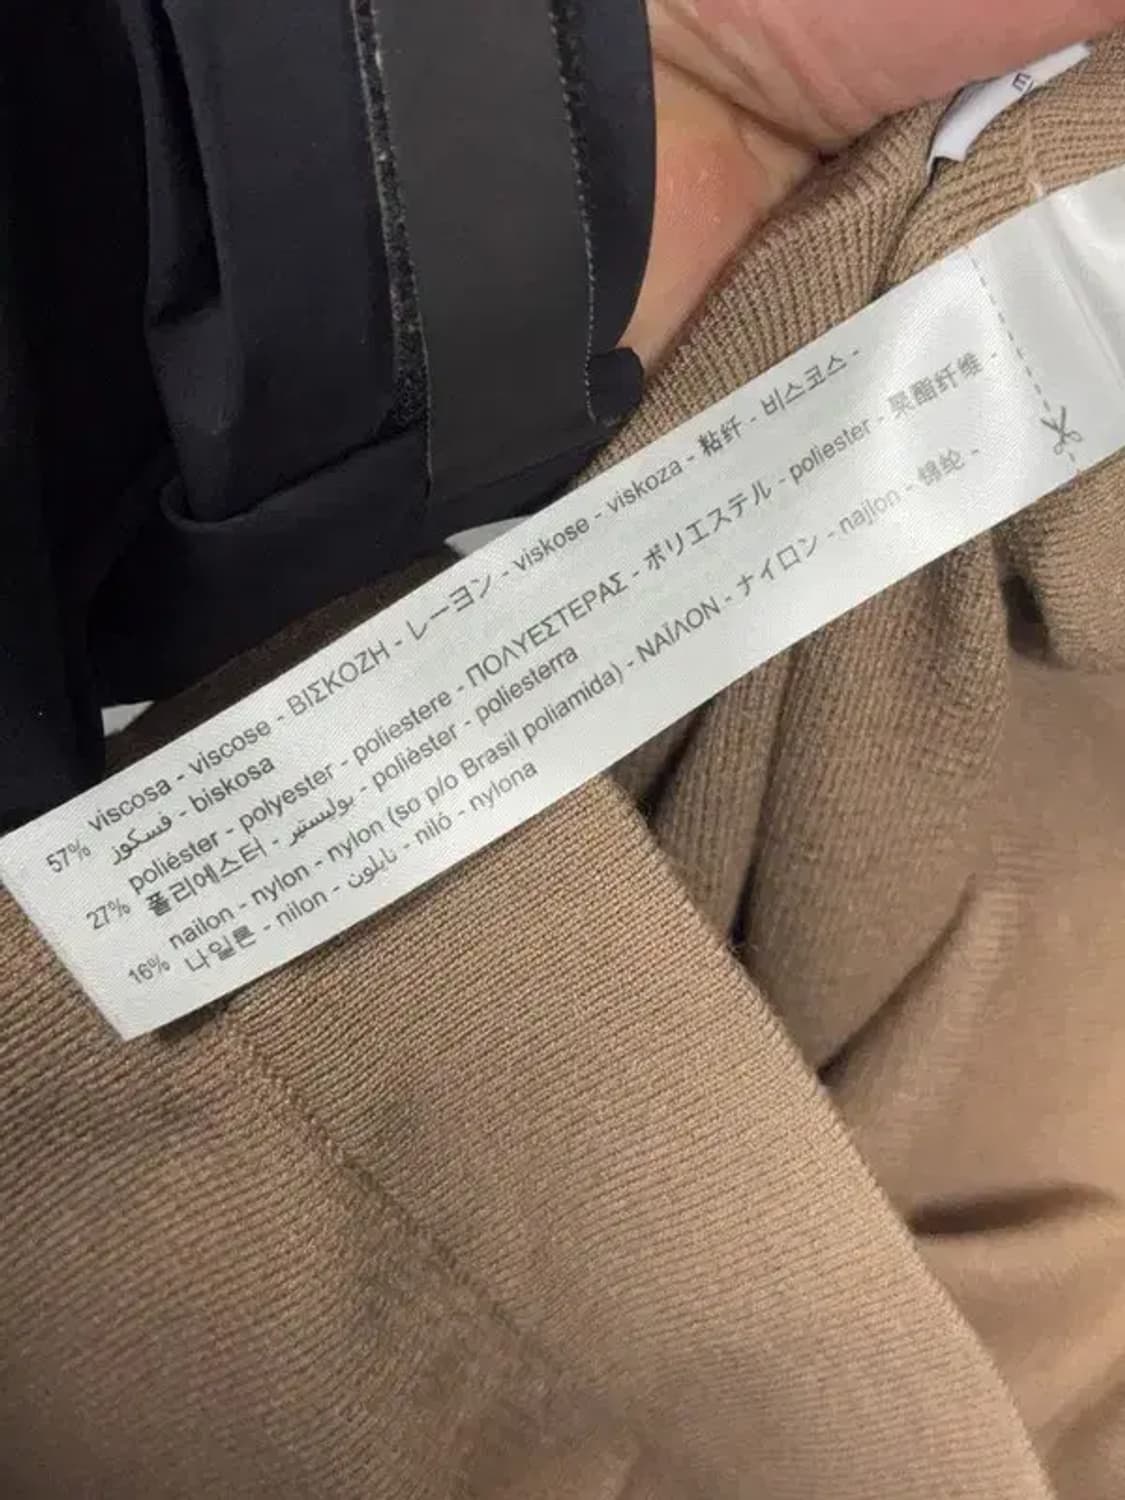 57% viscosa - viscose - viscose - ΒΙΣΚΟΖΗ - レーヨン - viskose - viskoza - 粘纤 - 비스코스 -
فسكوز - biskosa
27% poliéster - polyester - poliestere - ΠΟΛΥΕΣΤΕΡΑΣ - ポリエステル - poliester - 聚酯纤维 -
폴리에스터 - بوليستير - polièster - poliesterra
16% nailon - nylon - nylon (so p/o Brasil poliamida) - ΝΑΪΛΟΝ - ナイロン - najlon - 锦纶 -
나일론 - nilon - نايلون - niló - nylona